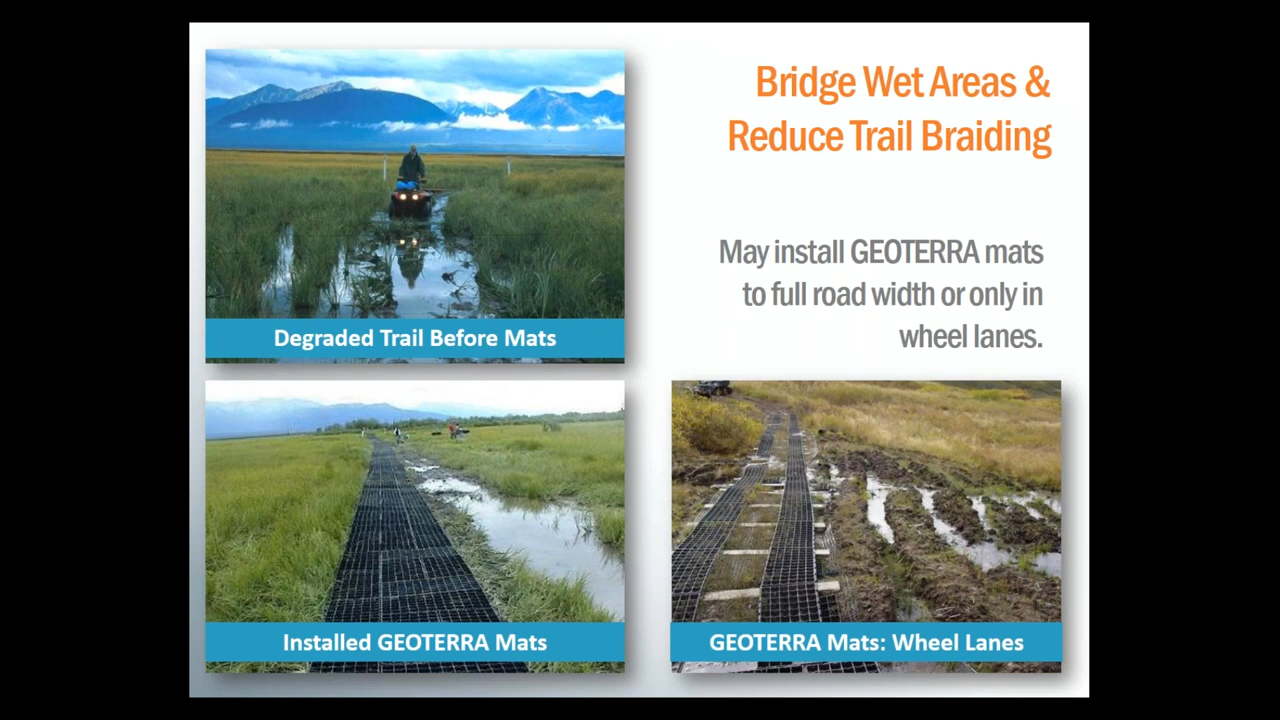 Bridge Wet Areas &
Reduce Trail Braiding
May install GEOTERRA mats
to full road width or only in
wheel lanes.
Degraded Trail Before Mats
Installed GEOTERRA Mats
GEOTERRA Mats: Wheel Lanes